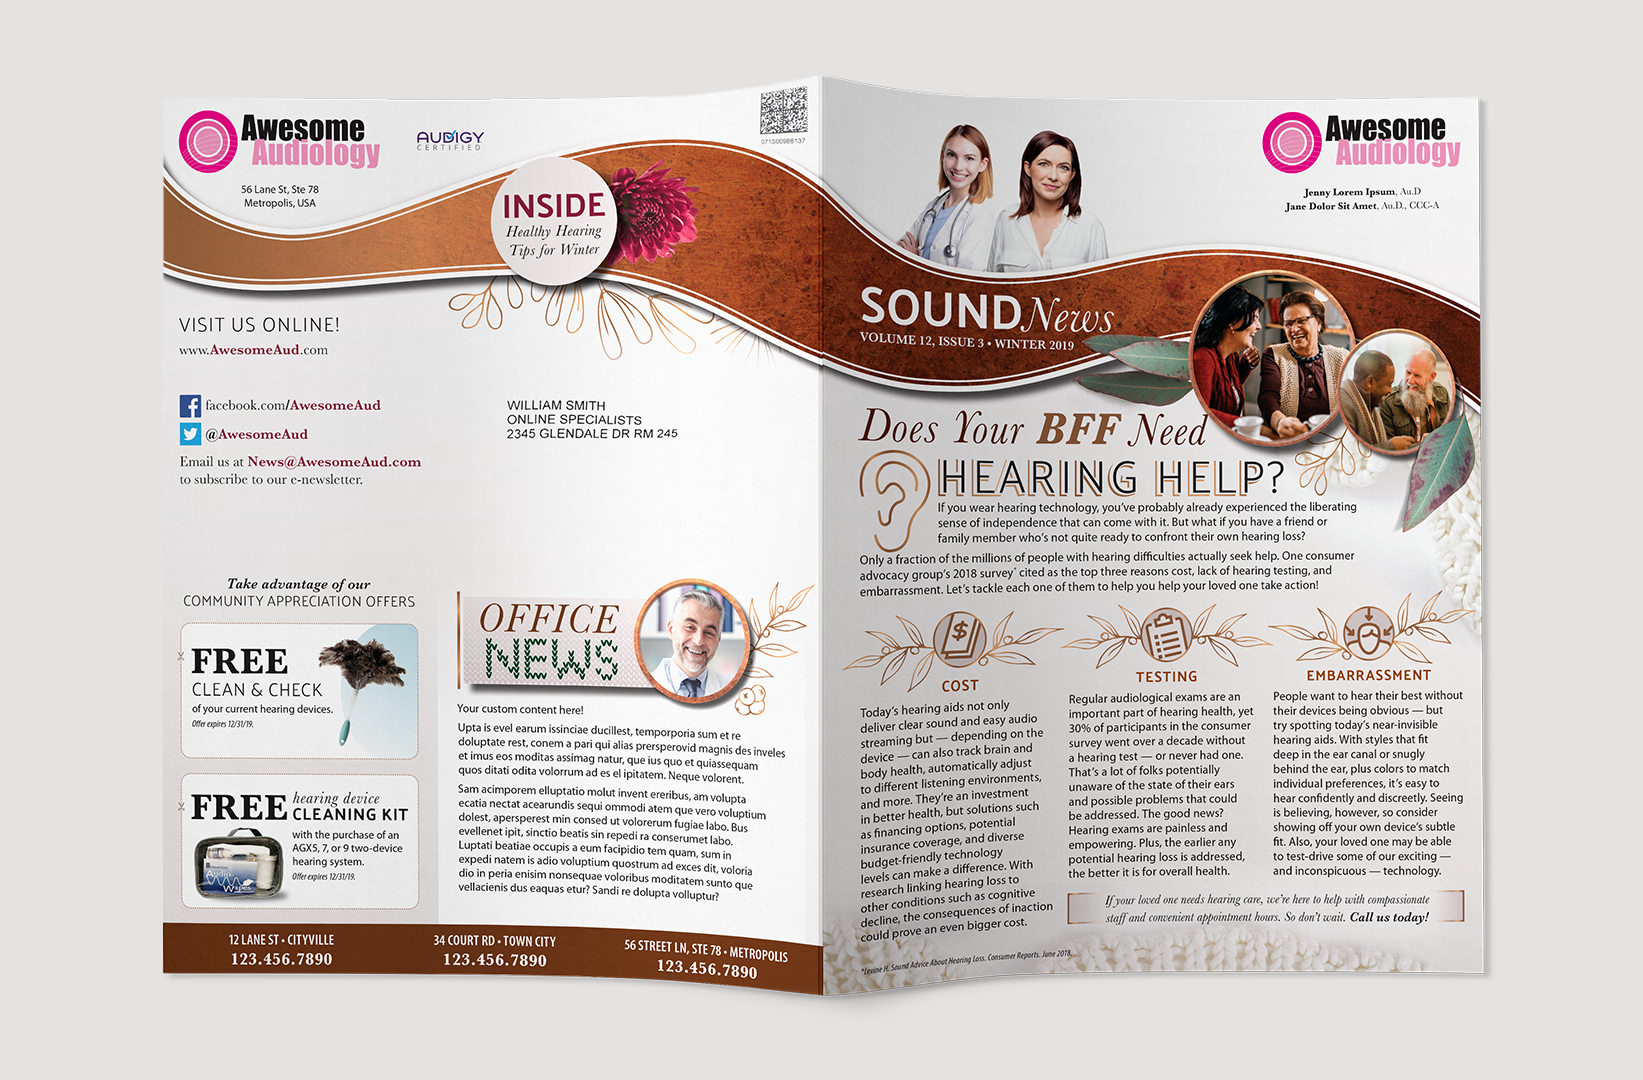 Awesome
Audiology
56 Lane St, Ste 78
Metropolis, USA
AUDIGY
CERTIFIED
071S00986137
INSIDE
Healthy Hearing
Tips for Winter
VISIT US ONLINE!
www.AwesomeAud.com
facebook.com/AwesomeAud
@AwesomeAud
Email us at News@AwesomeAud.com
to subscribe to our e-newsletter.
WILLIAM SMITH
ONLINE SPECIALISTS
2345 GLENDALE DR RM 245
Take advantage of our
COMMUNITY APPRECIATION OFFERS
FREE
CLEAN & CHECK
of your current hearing devices.
Offer expires 12/31/19.
FREE hearing device
CLEANING KIT
with the purchase of an
AGX5, 7, or 9 two-device
hearing system.
Offer expires 12/31/19.
Audio
Wipes
OFFICE
NEWS
Your custom content here!
Upta is evel earum issinciae ducillest, temporporia sum et re
doluptate rest, conem a pari qui alias prersperovid magnis des inveles
et imus eos moditas assimag natur, que ius quo et quiassequam
quos ditati odita volorrum ad es el ipitatem. Neque volorent.
Sam acimporem elluptatio molut invent ereribus, am volupta
ecatia nectat acearundis sequi ommodi atem que vero voluptium
dolest, apersperest min consed ut volorerum fugiae labo. Bus
evellenet ipit, sinctio beatis sin repedi ra conserumet labo.
Luptati beatiae occupis a eum facipidio tem quam, sum in
expedi natem is adio voluptium quostrum ad exces dit, voloria
dio in peria enisim nonsequae voloribus moditatem sunto que
vellacienis dus eaquas etur? Sandi re dolupta volluptur?
12 LANE ST • CITYVILLE
123.456.7890
34 COURT RD • TOWN CITY
123.456.7890
56 STREET LN, STE 78 • METROPOLIS
123.456.7890
Awesome
Audiology
Jenny Lorem Ipsum, Au.D
Jane Dolor Sit Amet, Au.D., CCC-A
SOUND News
VOLUME 12, ISSUE 3 • WINTER 2019
Does Your BFF Need
HEARING HELP?
If you wear hearing technology, you've probably already experienced the liberating
sense of independence that can come with it. But what if you have a friend or
family member who's not quite ready to confront their own hearing loss?
Only a fraction of the millions of people with hearing difficulties actually seek help. One consumer
advocacy group's 2018 survey* cited as the top three reasons cost, lack of hearing testing, and
embarrassment. Let's tackle each one of them to help you help your loved one take action!
$
COST
Today's hearing aids not only
deliver clear sound and easy audio
streaming but — depending on the
device — can also track brain and
body health, automatically adjust
to different listening environments,
and more. They're an investment
in better health, but solutions such
as financing options, potential
insurance coverage, and diverse
budget-friendly technology
levels can make a difference. With
research linking hearing loss to
other conditions such as cognitive
decline, the consequences of inaction
could prove an even bigger cost.
TESTING
Regular audiological exams are an
important part of hearing health, yet
30% of participants in the consumer
survey went over a decade without
a hearing test — or never had one.
That's a lot of folks potentially
unaware of the state of their ears
and possible problems that could
be addressed. The good news?
Hearing exams are painless and
empowering. Plus, the earlier any
potential hearing loss is addressed,
the better it is for overall health.
EMBARRASSMENT
People want to hear their best without
their devices being obvious — but
try spotting today's near-invisible
hearing aids. With styles that fit
deep in the ear canal or snugly
behind the ear, plus colors to match
individual preferences, it's easy to
hear confidently and discreetly. Seeing
is believing, however, so consider
showing off your own device's subtle
fit. Also, your loved one may be able
to test-drive some of our exciting —
and inconspicuous — technology.
If your loved one needs hearing care, we're here to help with compassionate
staff and convenient appointment hours. So don't wait. Call us today!
*Levine H. Sound Advice About Hearing Loss. Consumer Reports. June 2018.